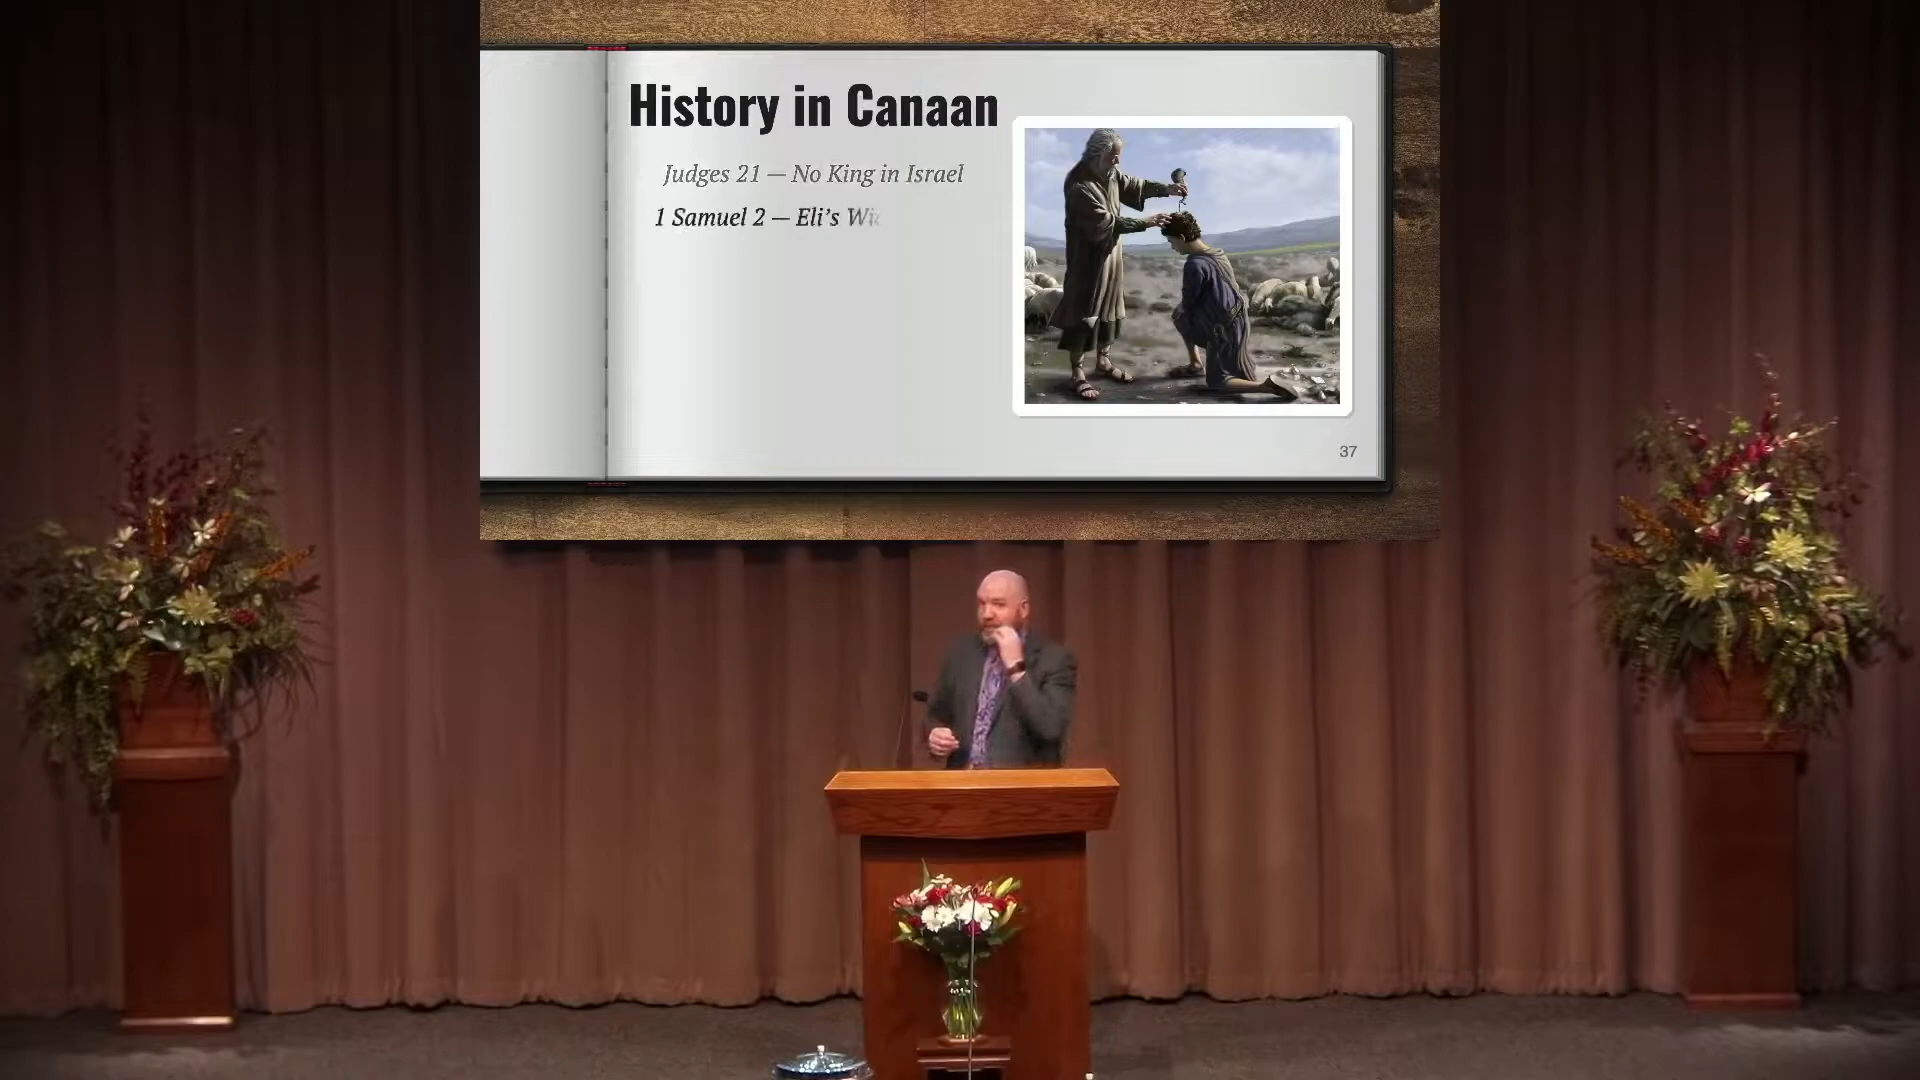 History in Canaan
Judges 21 — No King in Israel
1 Samuel 2 — Eli’s
37